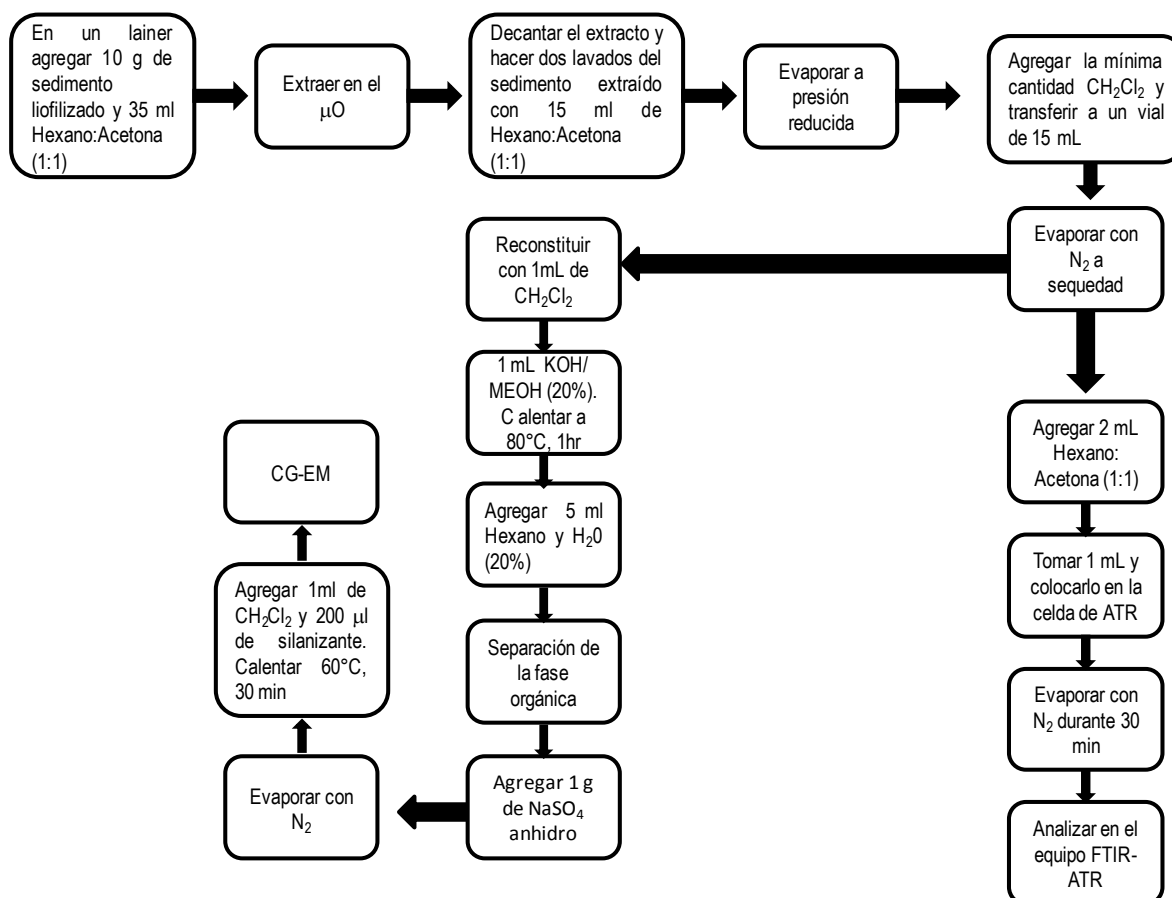 En un lainer
agregar 10 g de
sedimento
liofilizado y 35 ml
Hexano:Acetona
(1:1)
Extraer en el
μO
Decantar el extracto y
hacer dos lavados del
sedimento extraído
con 15 ml de
Hexano:Acetona
(1:1)
Evaporar a
presión
reducida
Agregar la mínima
cantidad CH₂Cl₂ y
transferir a un vial
de 15 mL
Evaporar con
N₂ a
sequedad
Reconstituir
con 1mL de
CH₂Cl₂
1 mL KOH/
MEOH (20%).
C alentar a
80°C, 1hr
Agregar 5 ml
Hexano y H₂0
(20%)
Separación de
la fase
orgánica
Agregar 1 g
de NaSO₄
anhidro
Evaporar con
N₂
Agregar 1ml de
CH₂Cl₂ y 200 μl
de silanizante.
Calentar 60°C,
30 min
CG-EM
Agregar 2 mL
Hexano:
Acetona (1:1)
Tomar 1 mL y
colocarlo en la
celda de ATR
Evaporar con
N₂ durante 30
min
Analizar en el
equipo FTIR-
ATR